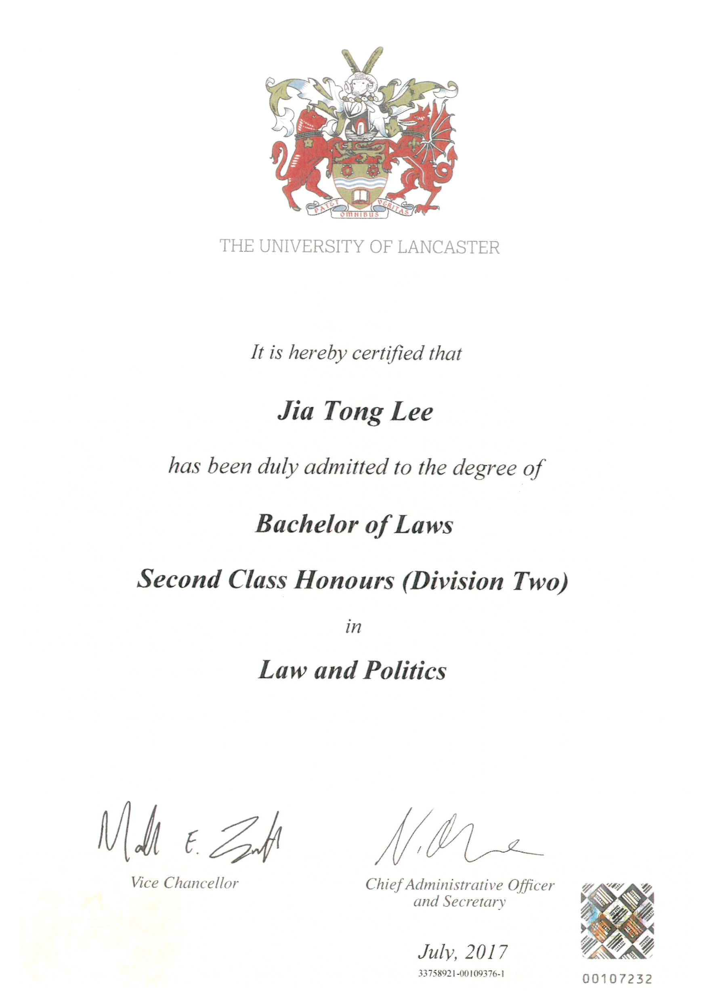 PATET OMNIBUS VERITAS
THE UNIVERSITY OF LANCASTER
It is hereby certified that
Jia Tong Lee
has been duly admitted to the degree of
Bachelor of Laws
Second Class Honours (Division Two)
in
Law and Politics
Vice Chancellor
Chief Administrative Officer
and Secretary
July, 2017
33758921-00109376-1
00107232